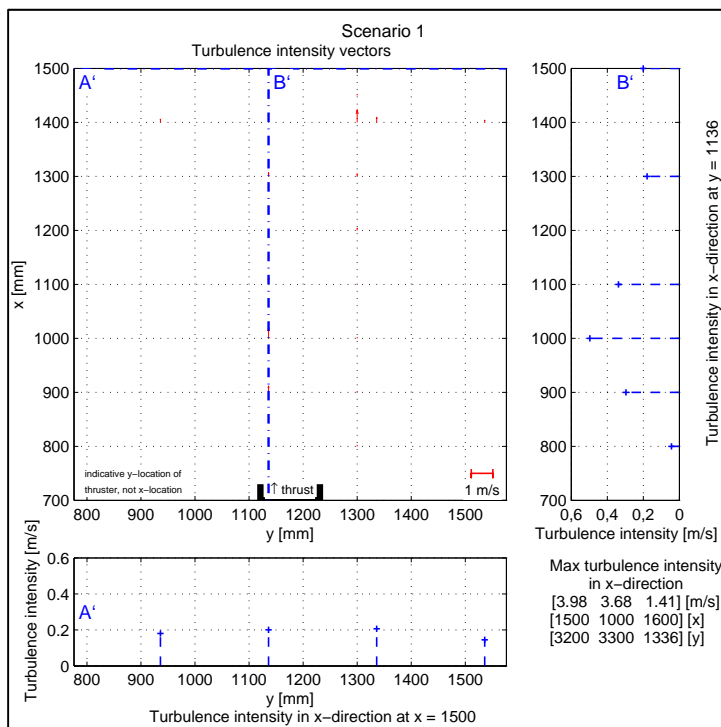 Scenario 1
Turbulence intensity vectors
1500
1400
1300
1200
1100
1000
900
800
700
x [mm]
A‘
B‘
indicative y−location of
thruster, not x−location
↑ thrust
1 m/s
800 900 1000 1100 1200 1300 1400 1500
y [mm]
1500
1400
1300
1200
1100
1000
900
800
700
B‘
0,6 0,4 0,2 0
Turbulence intensity [m/s]
Turbulence intensity in x−direction at y = 1136
Turbulence intensity [m/s]
0.6
0.4
0.2
0
A‘
800 900 1000 1100 1200 1300 1400 1500
y [mm]
Turbulence intensity in x−direction at x = 1500
Max turbulence intensity
in x−direction
[3.98 3.68 1.41] [m/s]
[1500 1000 1600] [x]
[3200 3300 1336] [y]